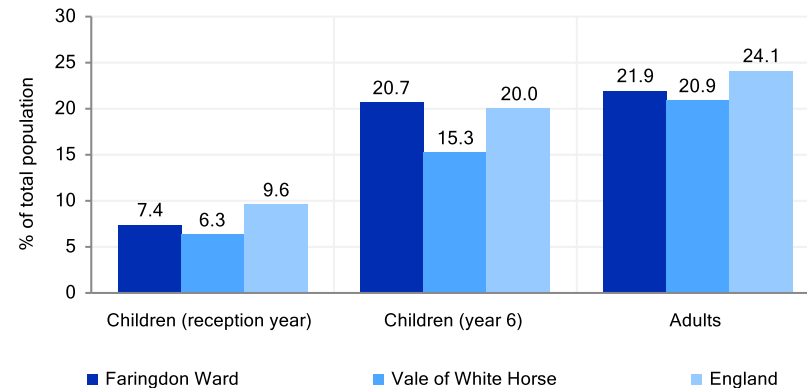 % of total population
30
25
20
15
10
5
0
7.4
6.3
9.6
20.7
15.3
20.0
21.9
20.9
24.1
Children (reception year)
Children (year 6)
Adults
Faringdon Ward
Vale of White Horse
England